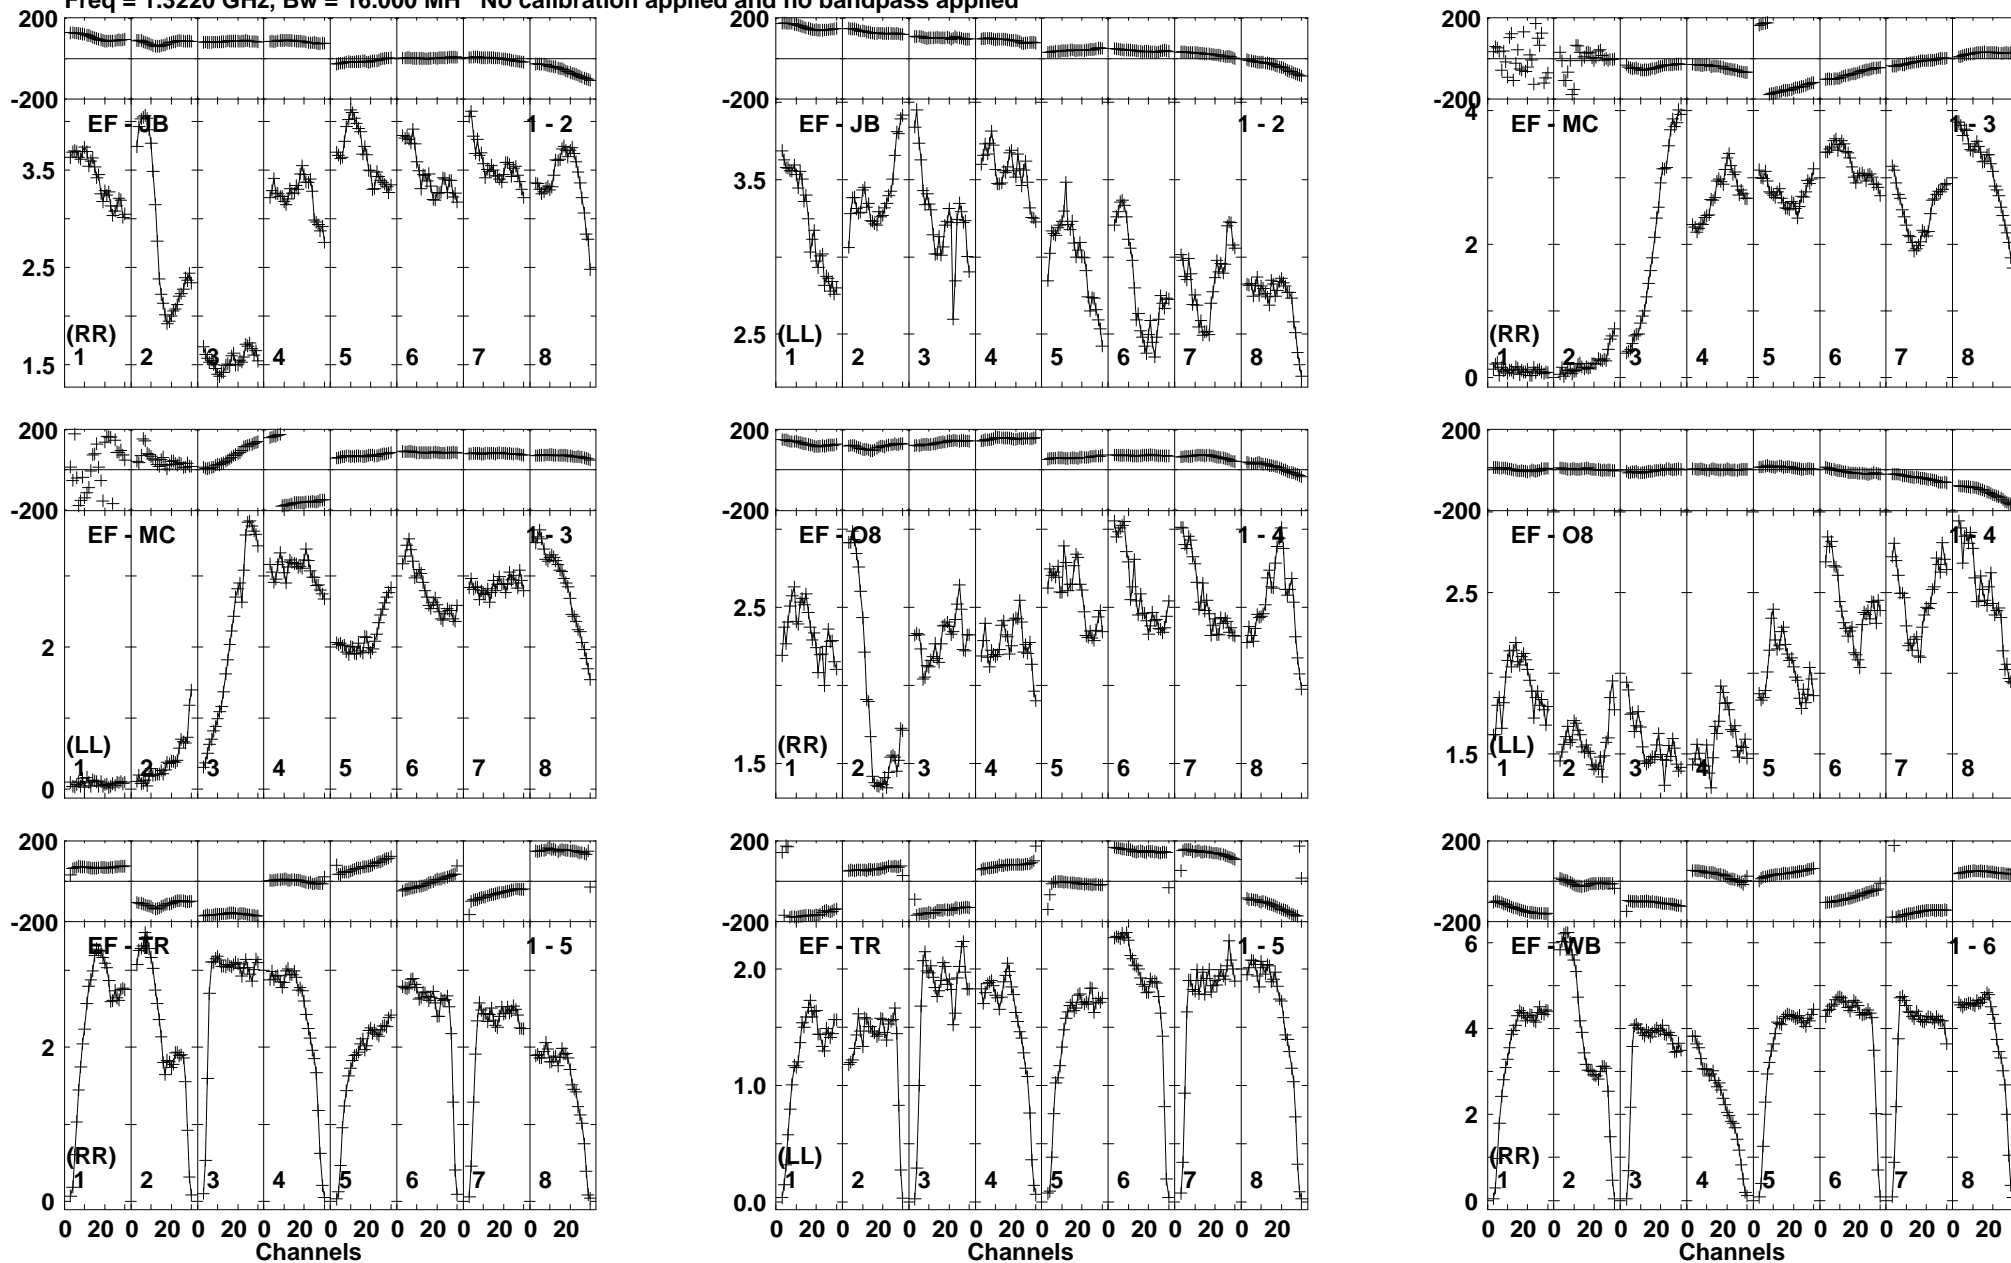 Freq = 1.3220 GHz, Bw = 16.000 MH No calibration applied and no bandpass applied
200 200 200
-200 -200 -200
EF - JB 1 - 2 EF - JB 1 - 2 EF - MC 1 - 3
3.5 2.5 1.5 3.5 2.5 4 2 0
(RR) (LL) (RR)
1 2 3 4 5 6 7 8 1 2 3 4 5 6 7 8 1 2 3 4 5 6 7 8
200 200 200
-200 -200 -200
EF - MC 1 - 3 EF - O8 1 - 4 EF - O8 1 - 4
2 0 2.5 1.5 2.5 1.5
(LL) (RR) (LL)
1 2 3 4 5 6 7 8 1 2 3 4 5 6 7 8 1 2 3 4 5 6 7 8
200 200 200
-200 -200 -200
EF - TR 1 - 5 EF - TR 1 - 5 EF - WB 1 - 6
2 0 2.0 1.0 0.0 6 4 2 0
(RR) (LL) (RR)
1 2 3 4 5 6 7 8 1 2 3 4 5 6 7 8 1 2 3 4 5 6 7 8
0 20 0 20 0 20 0 20 0 20 0 20 0 20 0 20 0 20 0 20 0 20 0 20 0 20 0 20 0 20 0 20 0 20 0 20 0 20 0 20 0 20 0 20 0 20 0 20
Channels Channels Channels